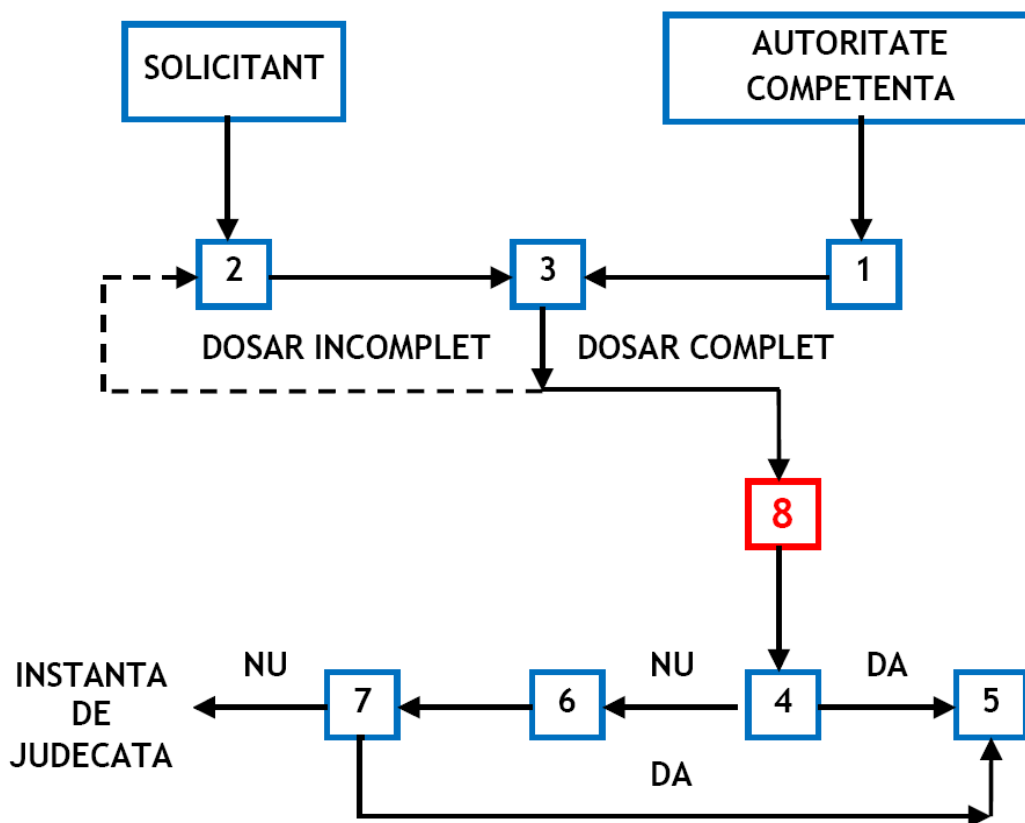 SOLICITANT
AUTORITATE
COMPETENTA
2
3
1
DOSAR INCOMPLET
DOSAR COMPLET
8
INSTANTA
DE
JUDECATA
NU
7
6
NU
4
DA
5
DA